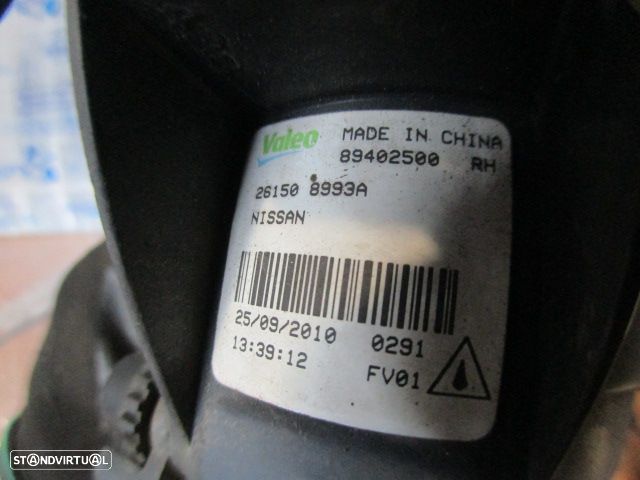 Valeo MADE IN CHINA
89402500 RH
26150 8993A
NISSAN
25/09/2010 0291
13:39:12 FV01
STANDVIRTUAL